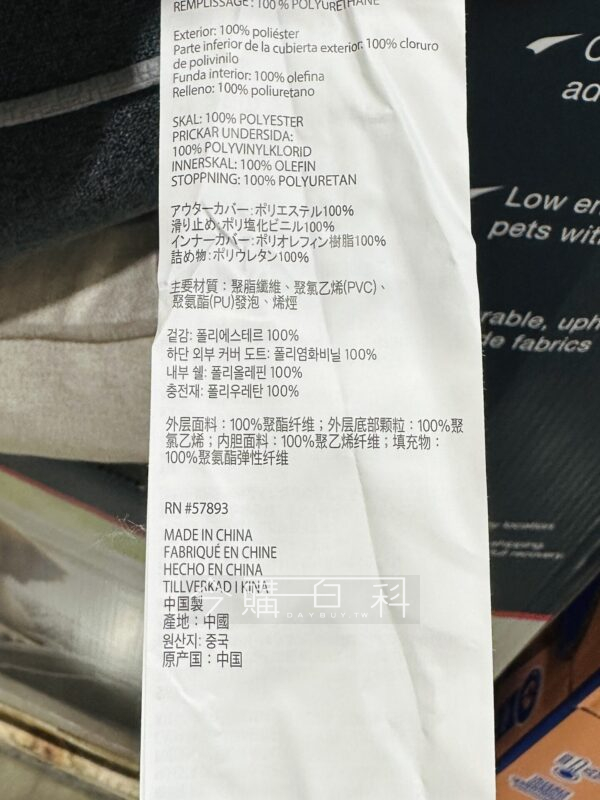 REMPLISSAGE: 100 % POLYURETHANE
Exterior: 100% poliéster
Parte inferior de la cubierta exterior: 100% cloruro
de polivinilo
Funda interior: 100% olefina
Relleno: 100% poliuretano
SKAL: 100% POLYESTER
PRICKAR UNDERSIDA:
100% POLYVINYLKLORID
INNERSKAL: 100% OLEFIN
STOPPNING: 100% POLYURETAN
アウターカバー:ポリエステル100%
滑り止め:ポリ塩化ビニル100%
インナーカバー:ポリオレフィン樹脂100%
詰め物:ポリウレタン100%
主要材質：聚脂纖維、聚氯乙烯(PVC)、
聚氨酯(PU)發泡、烯烴
겉감: 폴리에스테르 100%
하단 외부 커버 도트: 폴리염화비닐 100%
내부 쉘: 폴리올레핀 100%
충전재: 폴리우레탄 100%
外层面料：100%聚酯纤维；外层底部颗粒：100%聚
氯乙烯；内胆面料：100%聚乙烯纤维；填充物：
100%聚氨酯弹性纤维
RN #57893
MADE IN CHINA
FABRIQUÉ EN CHINE
HECHO EN CHINA
TILLVERKAD I KINA
中国製
產地：中國
원산지: 중국
原产国：中国
購白科
DAYBUY.TW
ad
Low
pets
fabrics